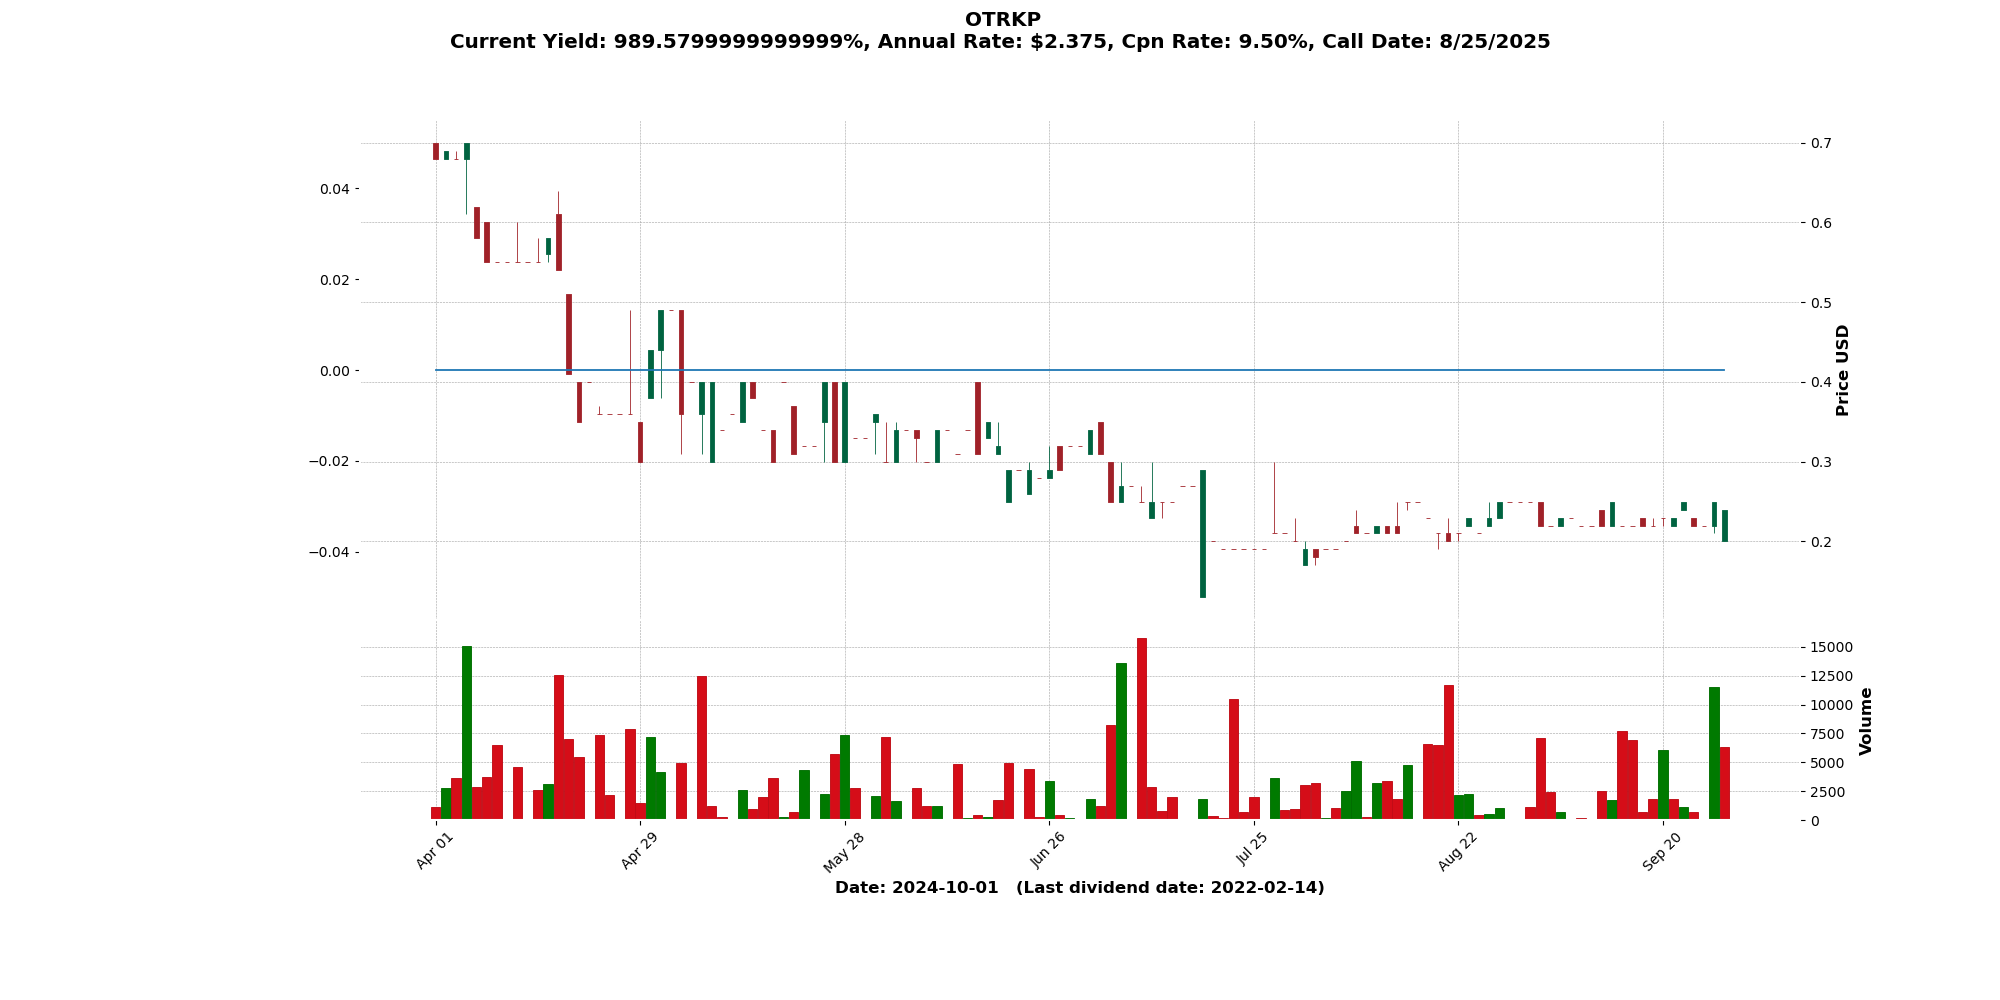 OTRKP
Current Yield: 989.5799999999999%, Annual Rate: $2.375, Cpn Rate: 9.50%, Call Date: 8/25/2025
0.04
0.02
0.00
−0.02
−0.04
0.7
0.6
0.5
0.4
0.3
0.2
Price USD
15000
12500
10000
7500
5000
2500
0
Volume
Apr 01
Apr 29
May 28
Jun 26
Jul 25
Aug 22
Sep 20
Date: 2024-10-01   (Last dividend date: 2022-02-14)